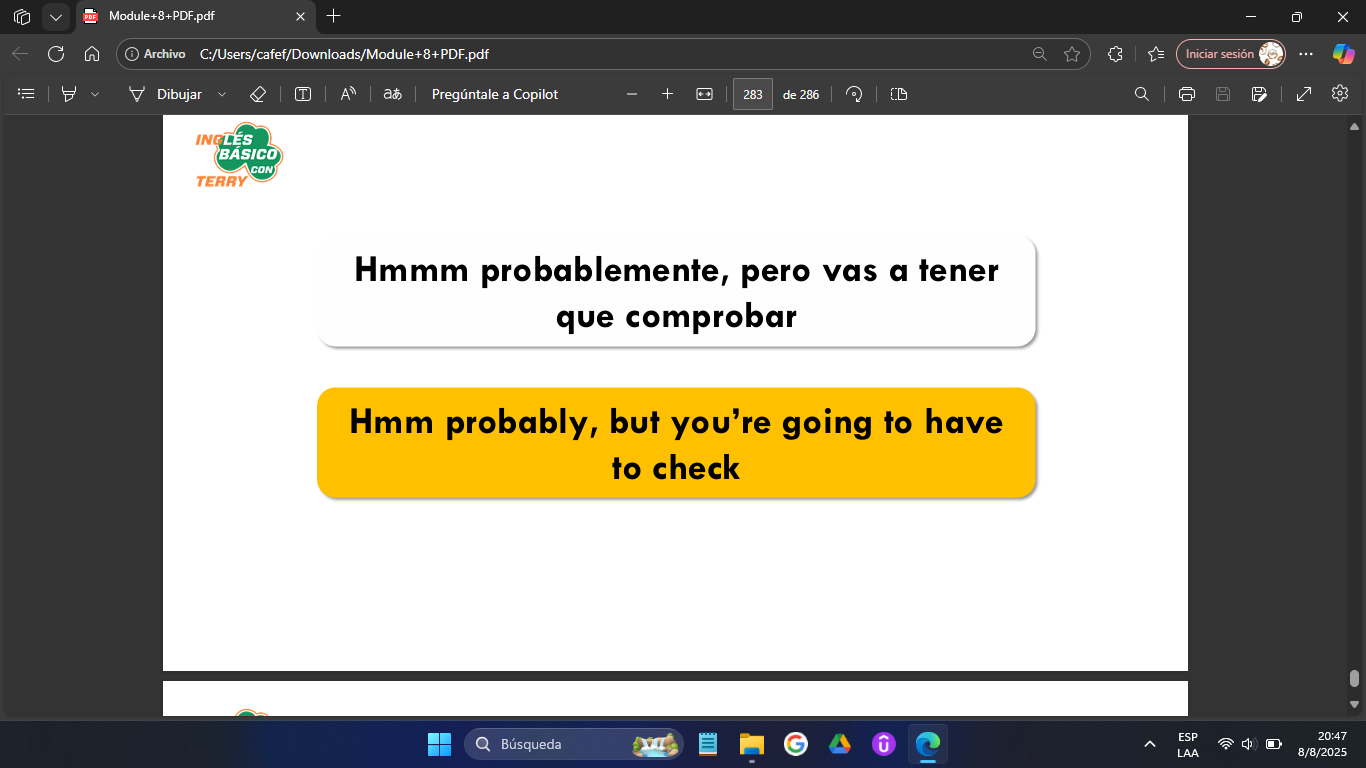 Module+8+PDF.pdf
Archivo C:/Users/cafef/Downloads/Module+8+PDF.pdf
Iniciar sesión
Dibujar
Pregúntale a Copilot
283 de 286
INGLÉS
BÁSICO
CON
TERRY
Hmmm probablemente, pero vas a tener
que comprobar
Hmm probably, but you’re going to have
to check
Búsqueda
ESP
LAA
20:47
8/8/2025